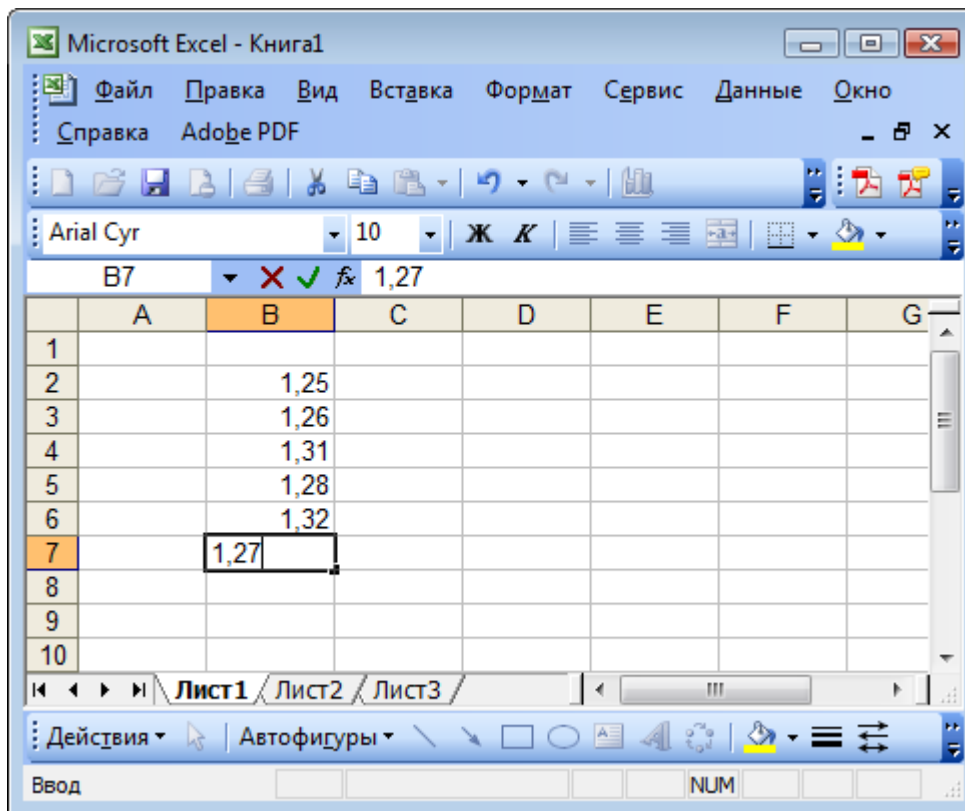 Microsoft Excel - Книга1
Файл Правка Вид Вставка Формат Сервис Данные Окно
Справка Adobe PDF
Arial Cyr 10 Ж К
B7 fx 1,27
A B C D E F G
1
2 1,25
3 1,26
4 1,31
5 1,28
6 1,32
7 1,27
8
9
10
Лист1 Лист2 Лист3
Действия Автофигуры
Ввод NUM